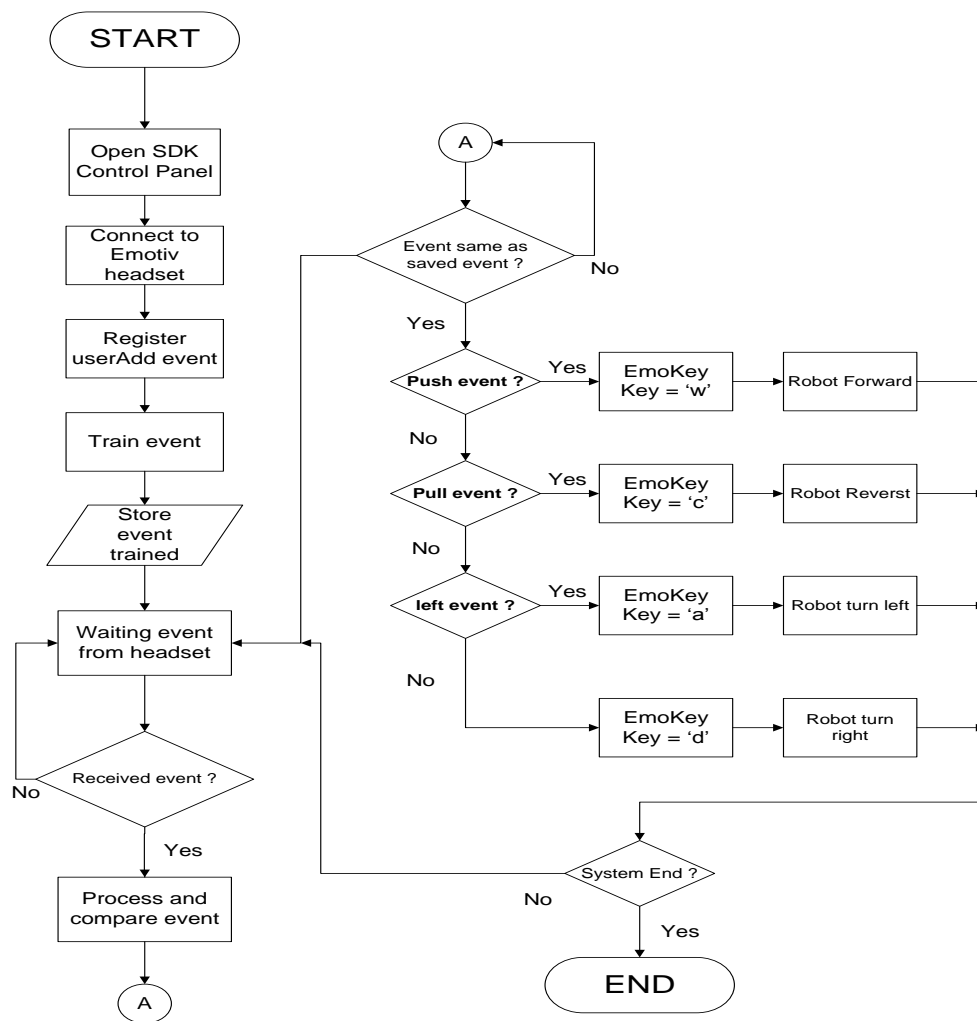 START
Open SDK
Control Panel
Connect to
Emotiv
headset
Register
userAdd event
Train event
Store
event
trained
Waiting event
from headset
Received event ?
No
Yes
Process and
compare event
A
A
Event same as
saved event ?
No
Yes
Push event ?
Yes
EmoKey
Key = ‘w’
Robot Forward
No
Pull event ?
Yes
EmoKey
Key = ‘c’
Robot Reverst
No
left event ?
Yes
EmoKey
Key = ‘a’
Robot turn left
No
EmoKey
Key = ‘d’
Robot turn
right
System End ?
No
Yes
END